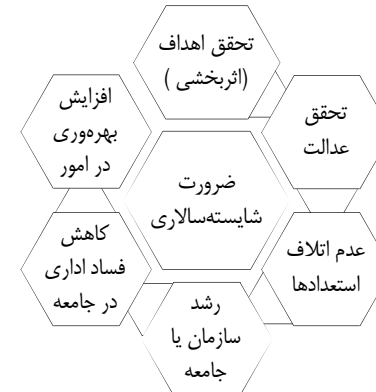 تحقق اهداف
(اثربخشی )
تحقق
عدالت
عدم اتلاف
استعدادها
رشد
سازمان یا
جامعه
کاهش
فساد اداری
در جامعه
افزایش
بهره‌وری
در امور
ضرورت
شایسته‌سالاری